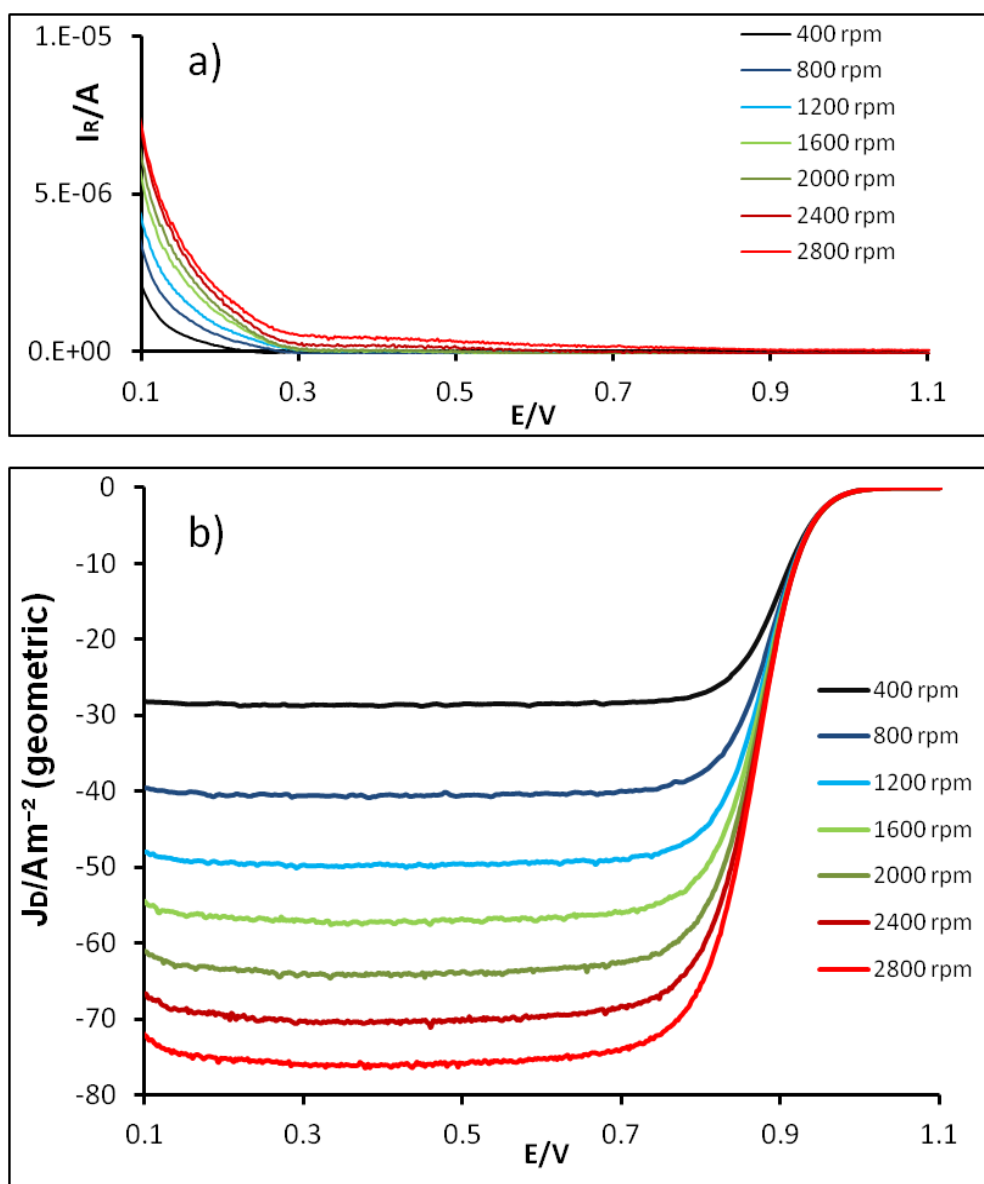 a)
I_R/A
1.E-05
5.E-06
0.E+00
0.1 0.3 0.5 0.7 0.9 1.1
E/V
400 rpm
800 rpm
1200 rpm
1600 rpm
2000 rpm
2400 rpm
2800 rpm
b)
J_D/Am⁻² (geometric)
0
-10
-20
-30
-40
-50
-60
-70
-80
0.1 0.3 0.5 0.7 0.9 1.1
E/V
400 rpm
800 rpm
1200 rpm
1600 rpm
2000 rpm
2400 rpm
2800 rpm